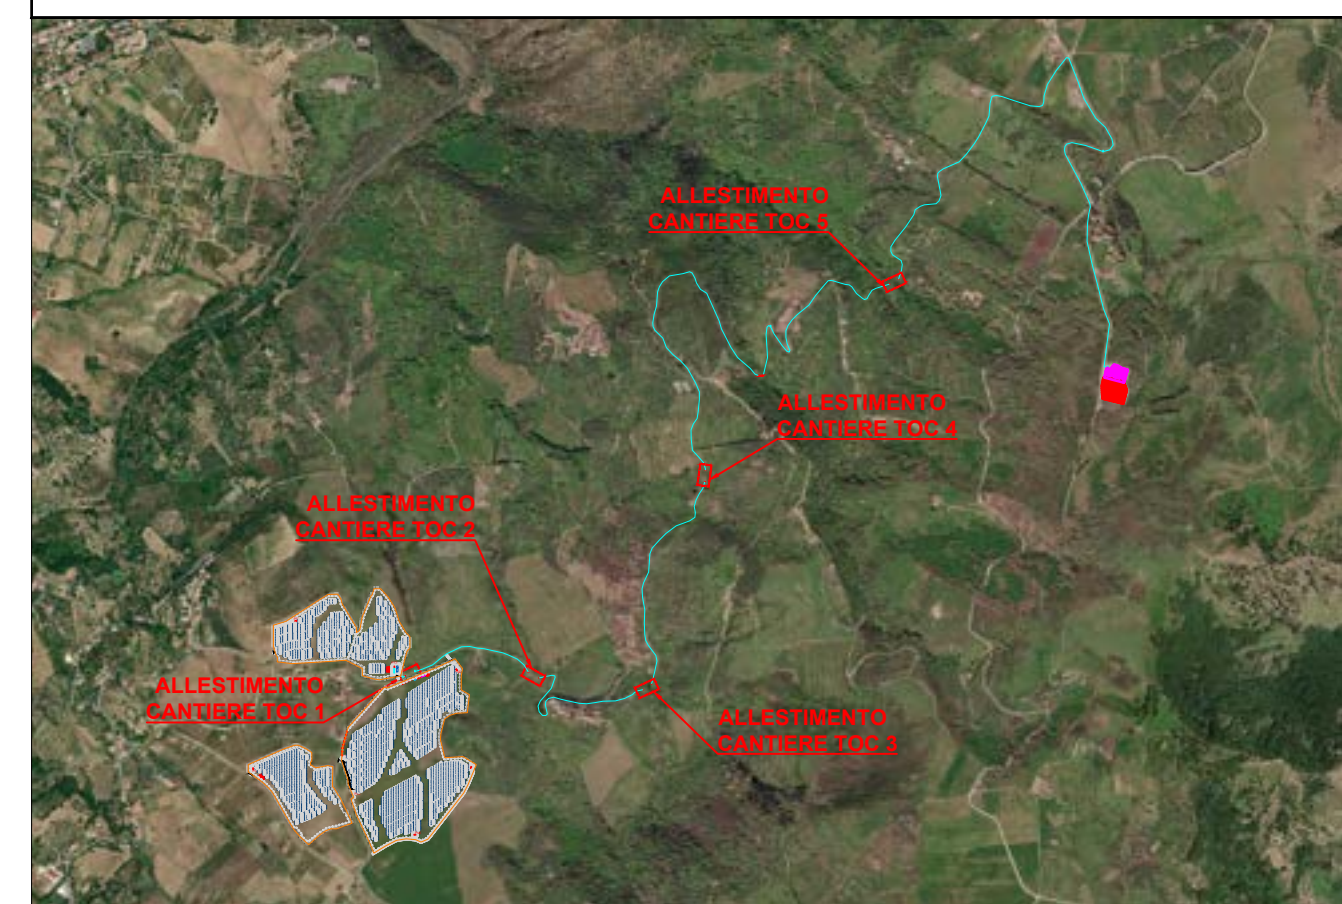 ALLESTIMENTO
CANTIERE TOC 5
ALLESTIMENTO
CANTIERE TOC 4
ALLESTIMENTO
CANTIERE TOC 2
ALLESTIMENTO
CANTIERE TOC 1
ALLESTIMENTO
CANTIERE TOC 3